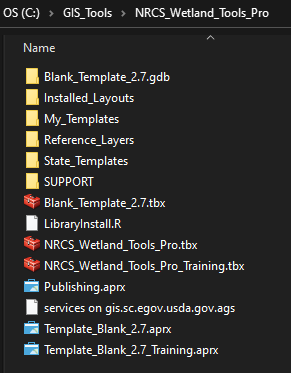 OS (C:) › GIS_Tools › NRCS_Wetland_Tools_Pro
Name
Blank_Template_2.7.gdb
Installed_Layouts
My_Templates
Reference_Layers
State_Templates
SUPPORT
Blank_Template_2.7.tbx
LibraryInstall.R
NRCS_Wetland_Tools_Pro.tbx
NRCS_Wetland_Tools_Pro_Training.tbx
Publishing.aprx
services on gis.sc.egov.usda.gov.ags
Template_Blank_2.7.aprx
Template_Blank_2.7_Training.aprx